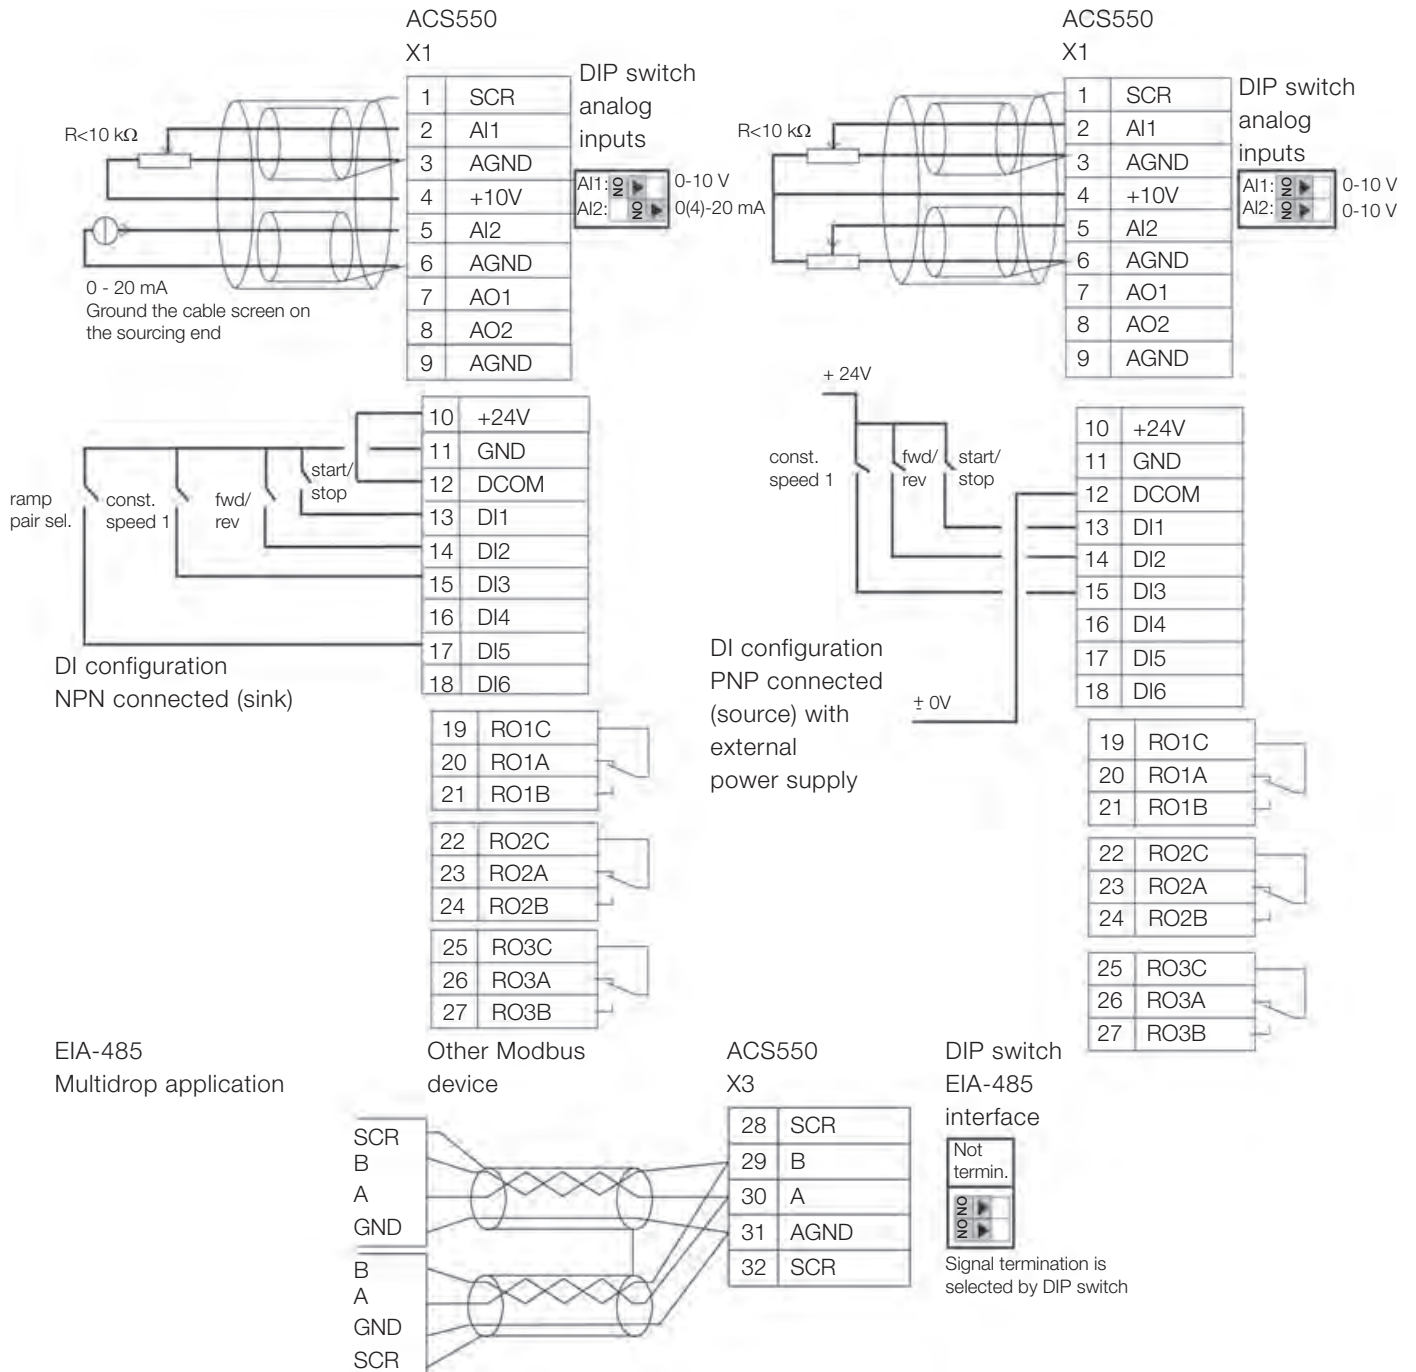 ACS550
X1
DIP switch
analog
inputs
R<10 kΩ
1 SCR
2 AI1
3 AGND
4 +10V
5 AI2
6 AGND
7 AO1
8 AO2
9 AGND
AI1: ON 0-10 V
AI2: ON 0(4)-20 mA
0 - 20 mA
Ground the cable screen on
the sourcing end
10 +24V
11 GND
12 DCOM
13 DI1
14 DI2
15 DI3
16 DI4
17 DI5
18 DI6
ramp
pair sel.
const.
speed 1
fwd/
rev
start/
stop
DI configuration
NPN connected (sink)
19 RO1C
20 RO1A
21 RO1B
22 RO2C
23 RO2A
24 RO2B
25 RO3C
26 RO3A
27 RO3B
ACS550
X1
DIP switch
analog
inputs
R<10 kΩ
1 SCR
2 AI1
3 AGND
4 +10V
5 AI2
6 AGND
7 AO1
8 AO2
9 AGND
AI1: ON 0-10 V
AI2: ON 0-10 V
+ 24V
const.
speed 1
fwd/
rev
start/
stop
10 +24V
11 GND
12 DCOM
13 DI1
14 DI2
15 DI3
16 DI4
17 DI5
18 DI6
DI configuration
PNP connected
(source) with
external
power supply
± 0V
19 RO1C
20 RO1A
21 RO1B
22 RO2C
23 RO2A
24 RO2B
25 RO3C
26 RO3A
27 RO3B
EIA-485
Multidrop application
Other Modbus
device
SCR
B
A
GND
B
A
GND
SCR
ACS550
X3
28 SCR
29 B
30 A
31 AGND
32 SCR
DIP switch
EIA-485
interface
Not
termin.
ON
ON
Signal termination is
selected by DIP switch